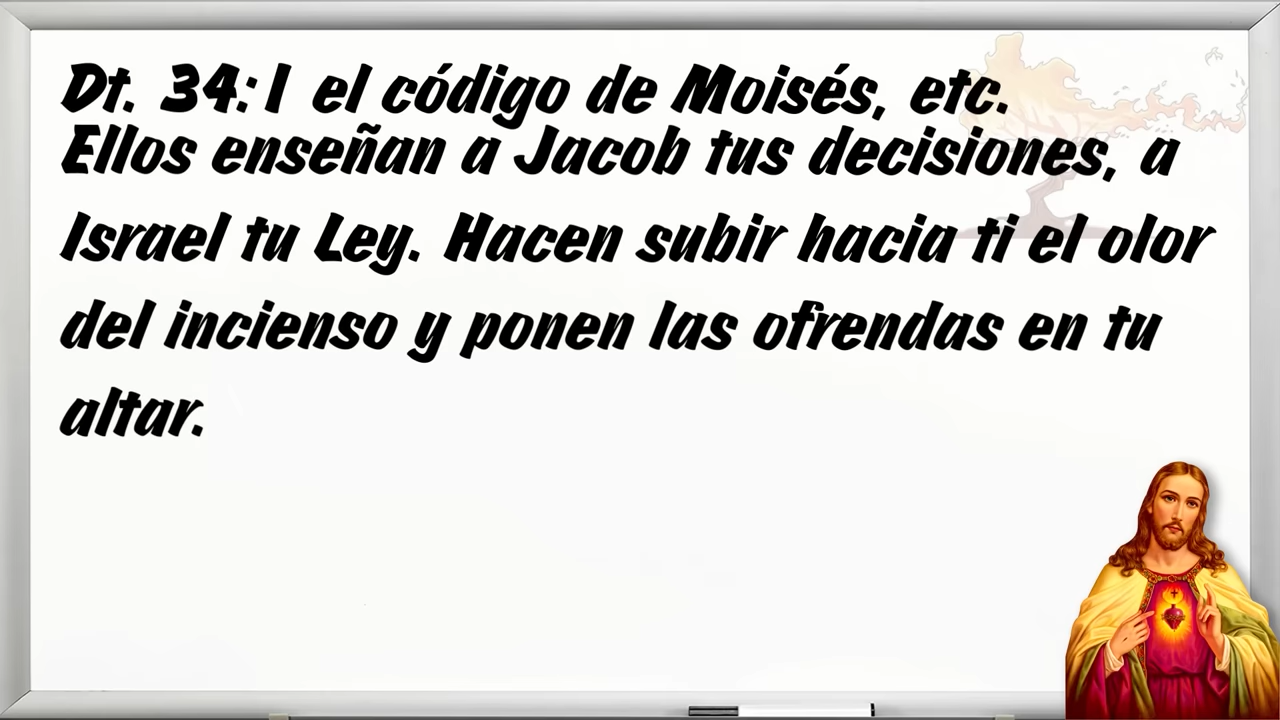 Dt. 34:1 el código de Moisés, etc.
Ellos enseñan a Jacob tus decisiones, a
Israel tu Ley. Hacen subir hacia ti el olor
del incienso y ponen las ofrendas en tu
altar.